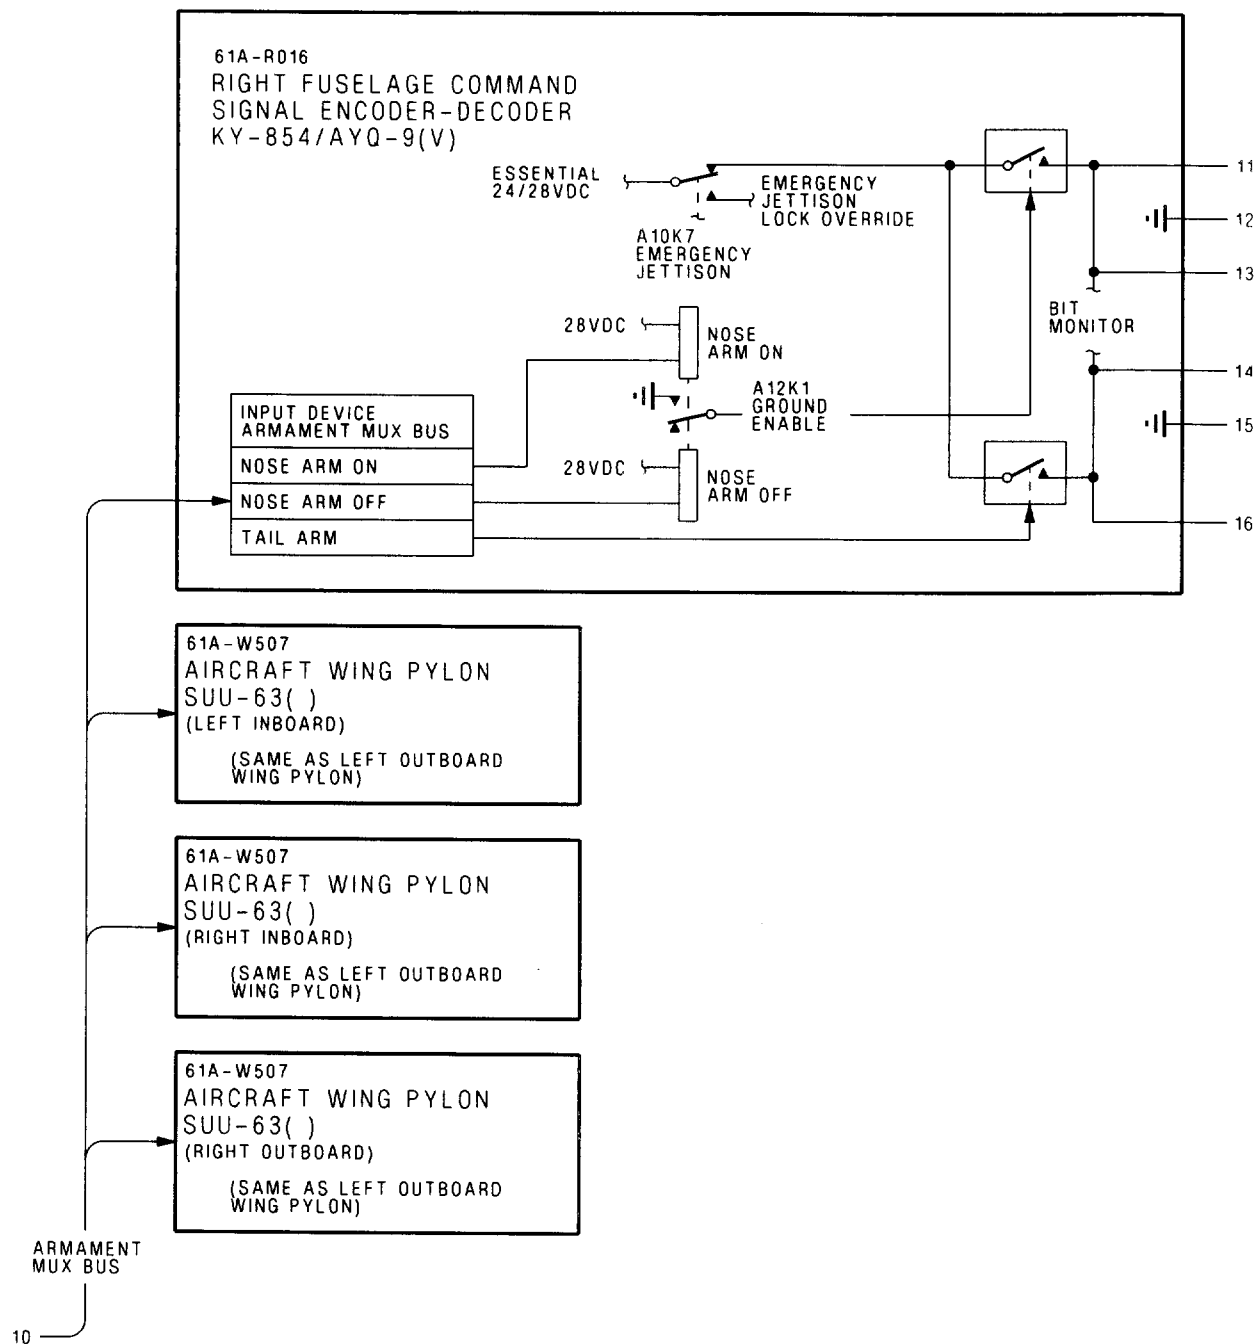 61A-R016
RIGHT FUSELAGE COMMAND
SIGNAL ENCODER-DECODER
KY-854/AYQ-9(V)
ESSENTIAL
24/28VDC
EMERGENCY
JETTISON
LOCK OVERRIDE
A10K7
EMERGENCY
JETTISON
11
12
13
BIT
MONITOR
28VDC
NOSE
ARM ON
14
A12K1
GROUND
ENABLE
15
INPUT DEVICE
ARMAMENT MUX BUS
NOSE ARM ON
NOSE ARM OFF
TAIL ARM
28VDC
NOSE
ARM OFF
16
61A-W507
AIRCRAFT WING PYLON
SUU-63( )
(LEFT INBOARD)
(SAME AS LEFT OUTBOARD
WING PYLON)
61A-W507
AIRCRAFT WING PYLON
SUU-63( )
(RIGHT INBOARD)
(SAME AS LEFT OUTBOARD
WING PYLON)
61A-W507
AIRCRAFT WING PYLON
SUU-63( )
(RIGHT OUTBOARD)
(SAME AS LEFT OUTBOARD
WING PYLON)
ARMAMENT
MUX BUS
10